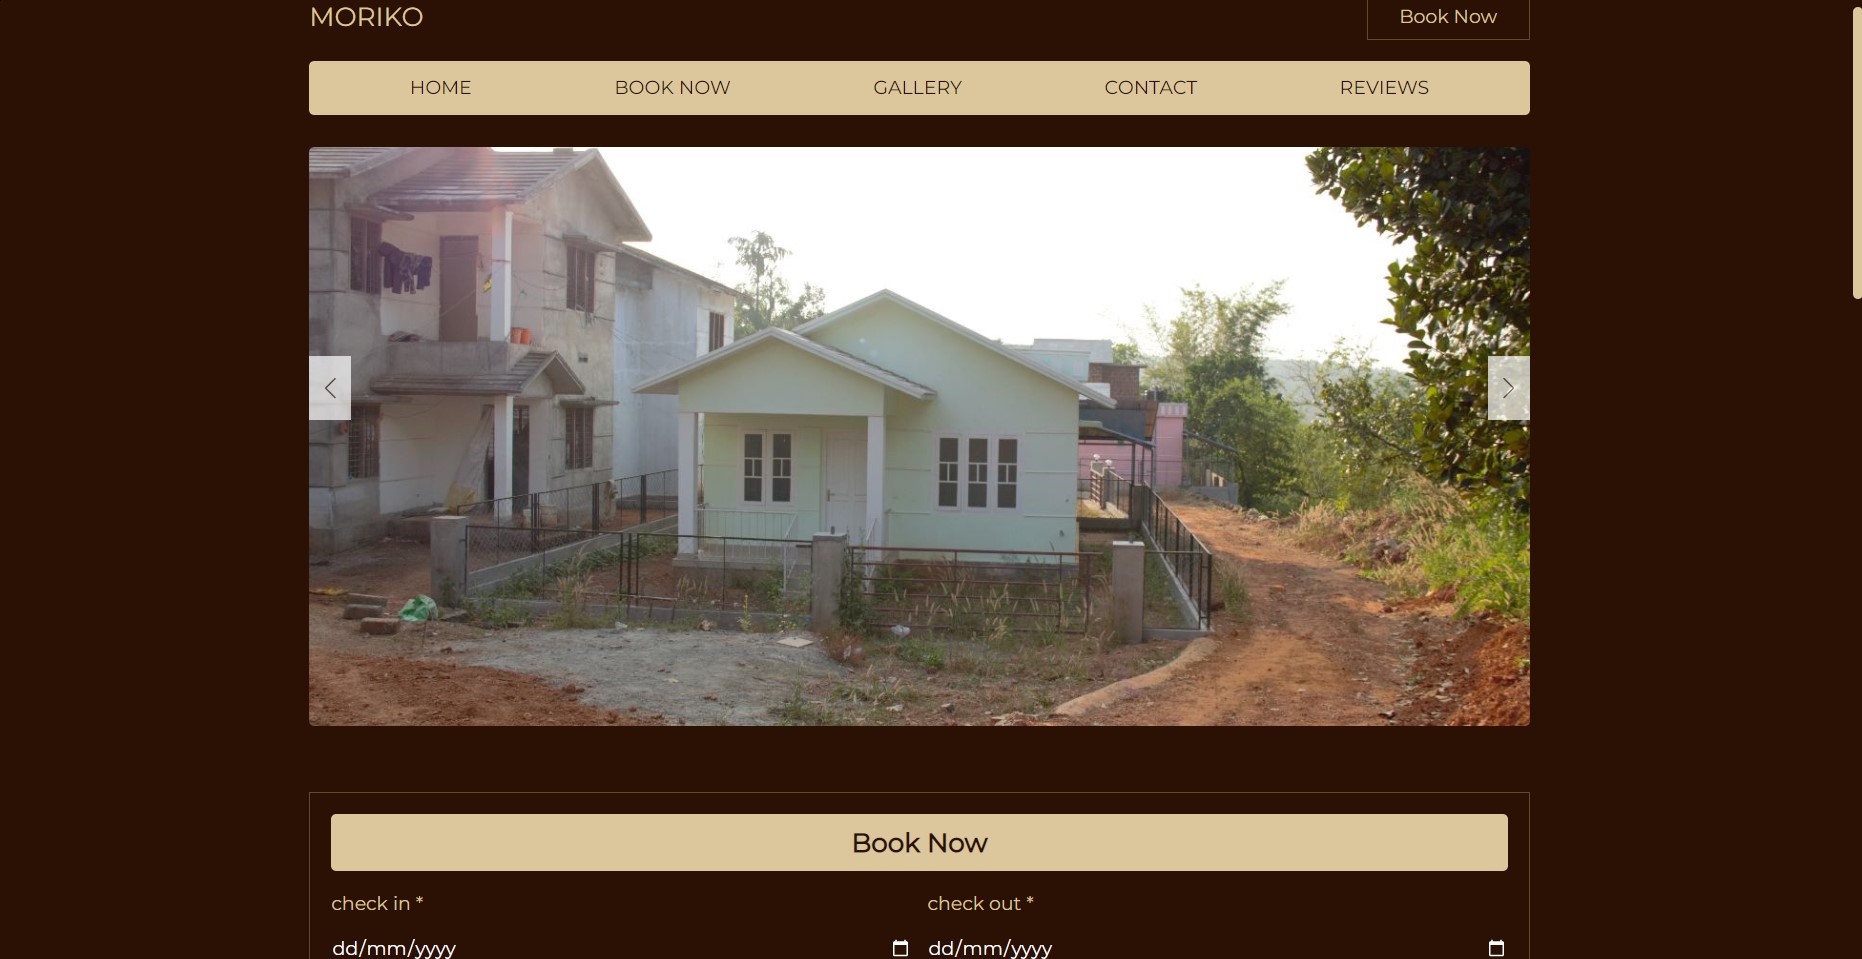 MORIKO
Book Now
HOME BOOK NOW GALLERY CONTACT REVIEWS
Book Now
check in * check out *
dd/mm/yyyy dd/mm/yyyy